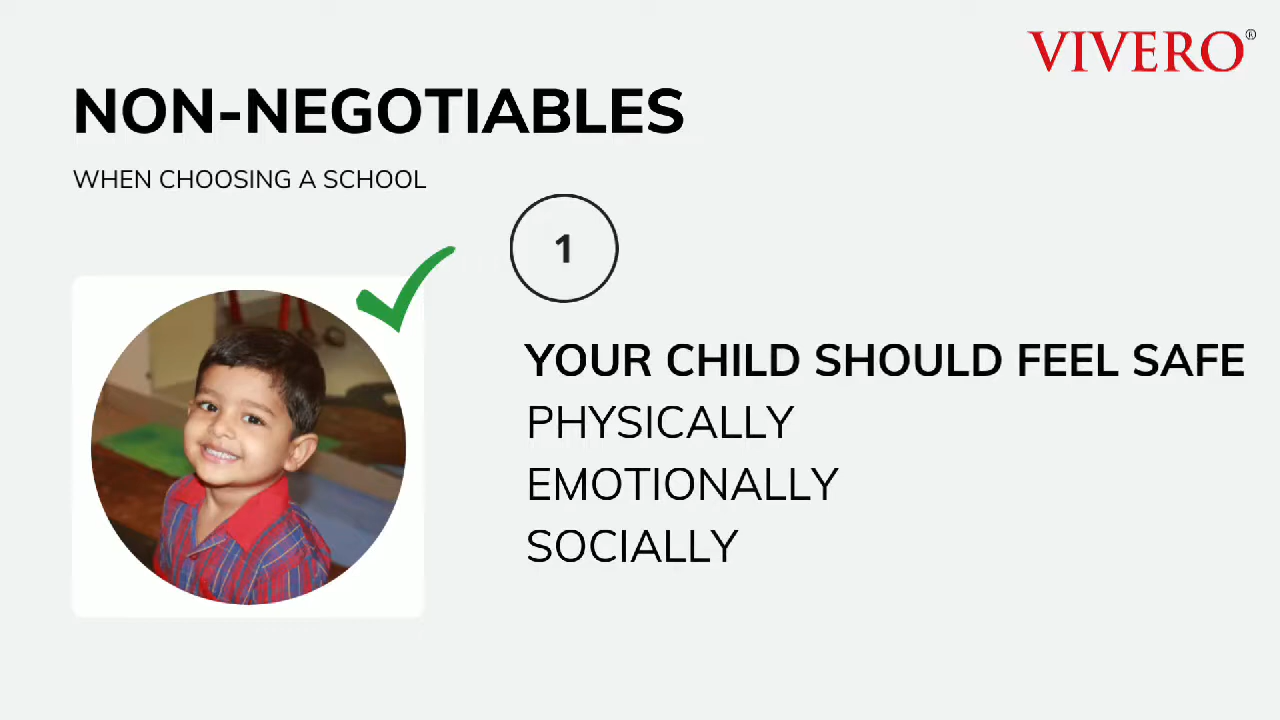 VIVERO®
NON-NEGOTIABLES
WHEN CHOOSING A SCHOOL
1
YOUR CHILD SHOULD FEEL SAFE
PHYSICALLY
EMOTIONALLY
SOCIALLY